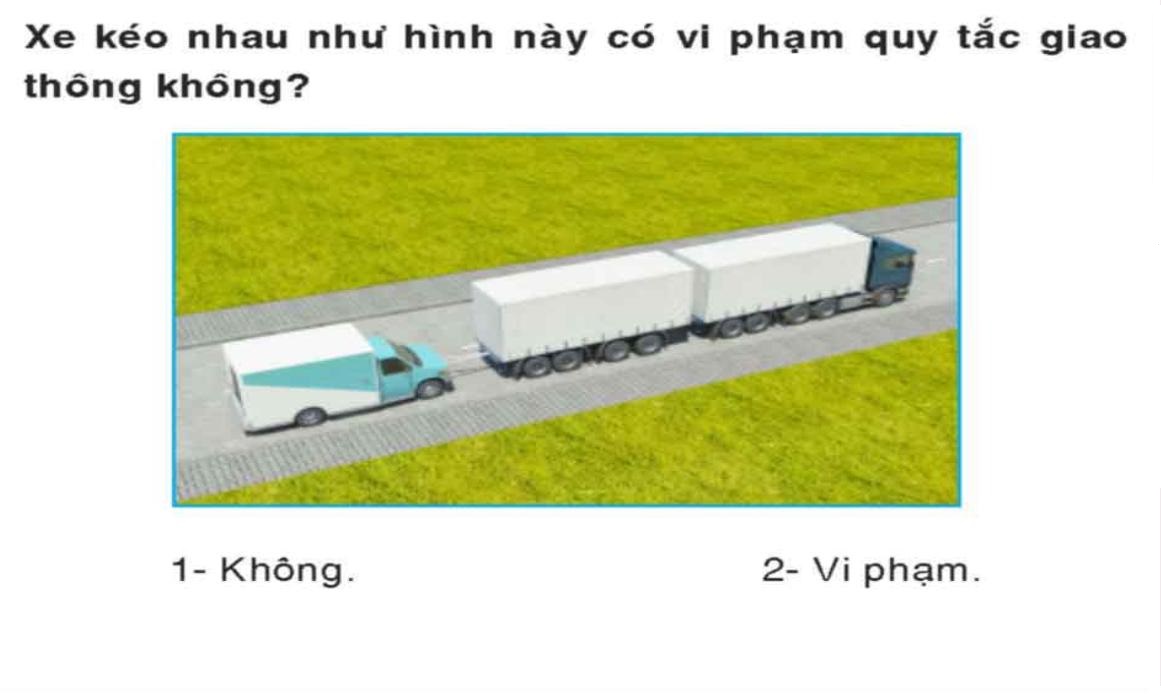 Xe kéo nhau như hình này có vi phạm quy tắc giao
thông không?
1- Không.
2- Vi phạm.